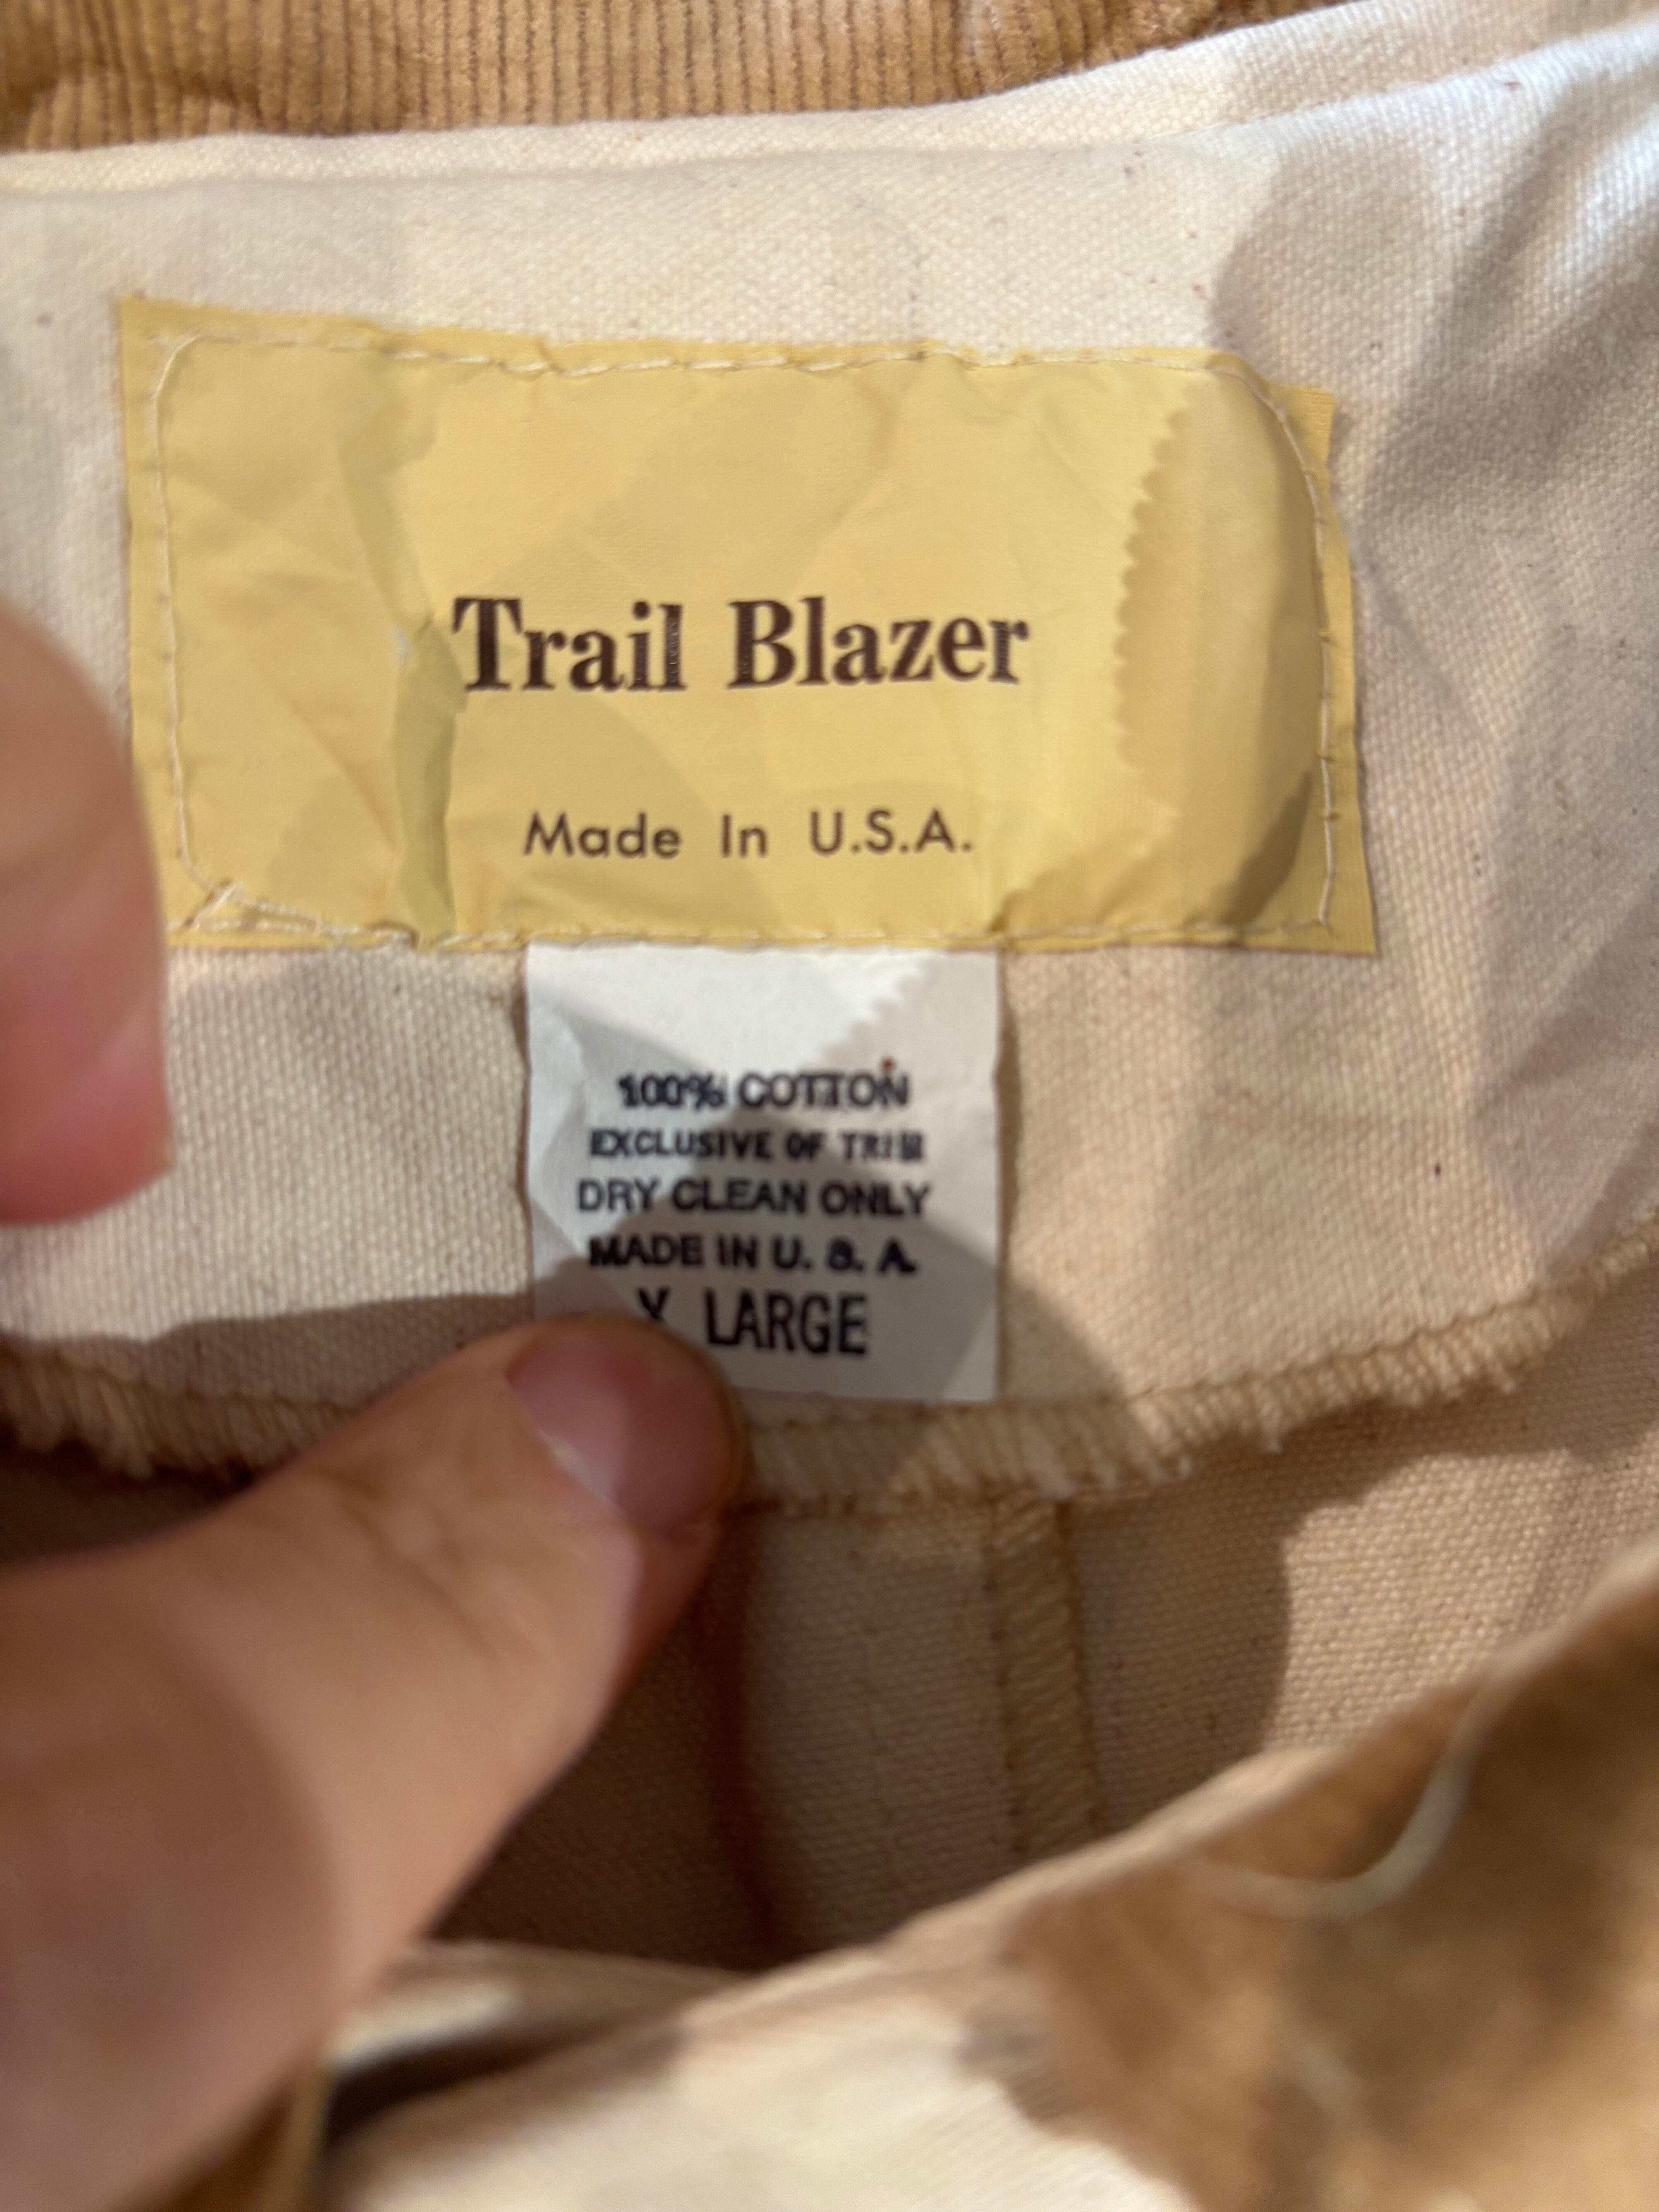 Trail Blazer
Made In U.S.A.
100% COTTON
EXCLUSIVE OF TRIM
DRY CLEAN ONLY
MADE IN U. S. A.
X LARGE